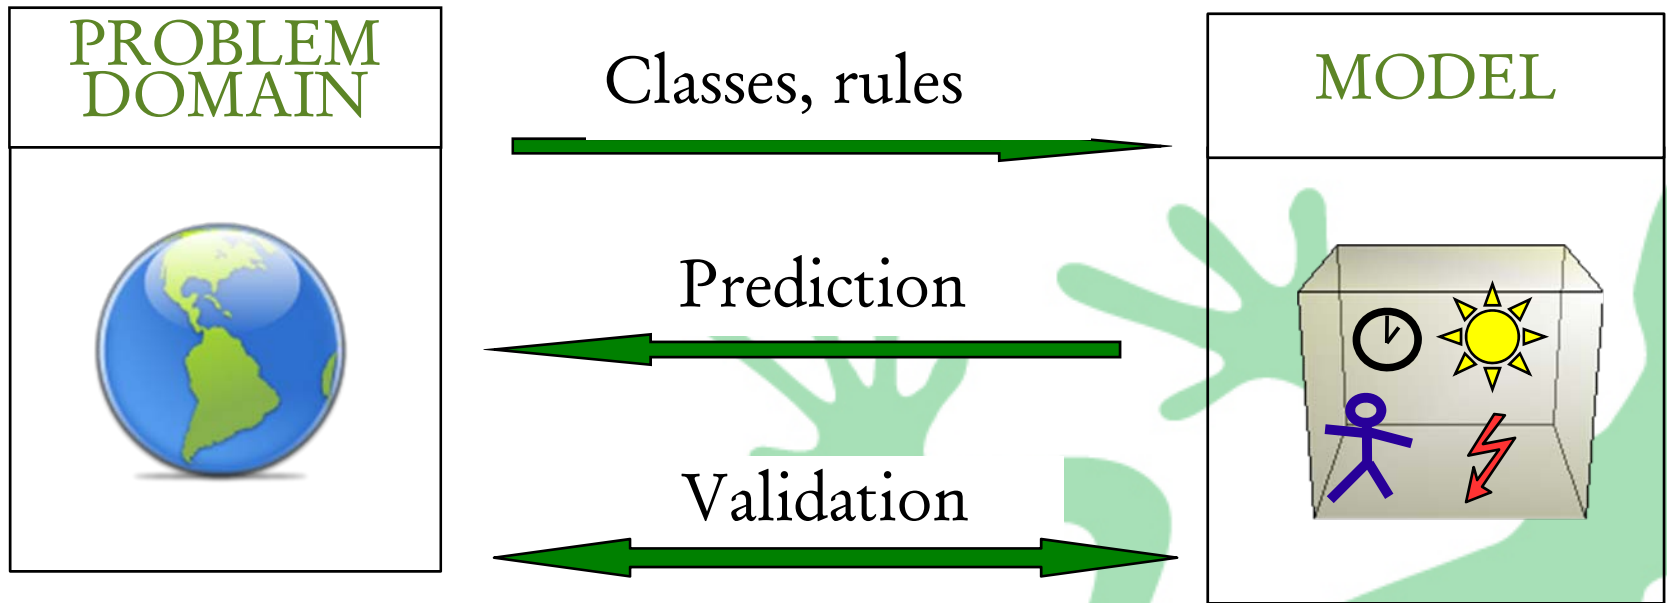 PROBLEM
DOMAIN
Classes, rules
MODEL
Prediction
Validation